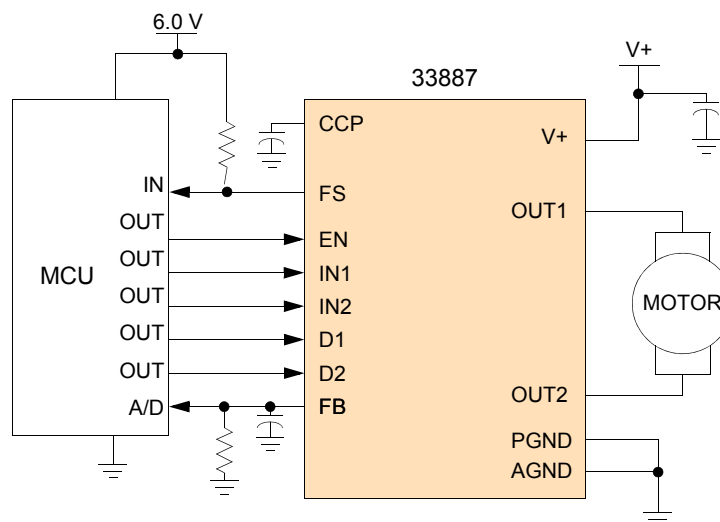 6.0 V
V+
33887
CCP
V+
IN
FS
OUT1
OUT
EN
OUT
IN1
MCU
OUT
IN2
MOTOR
OUT
D1
OUT
D2
OUT2
A/D
FB
PGND
AGND